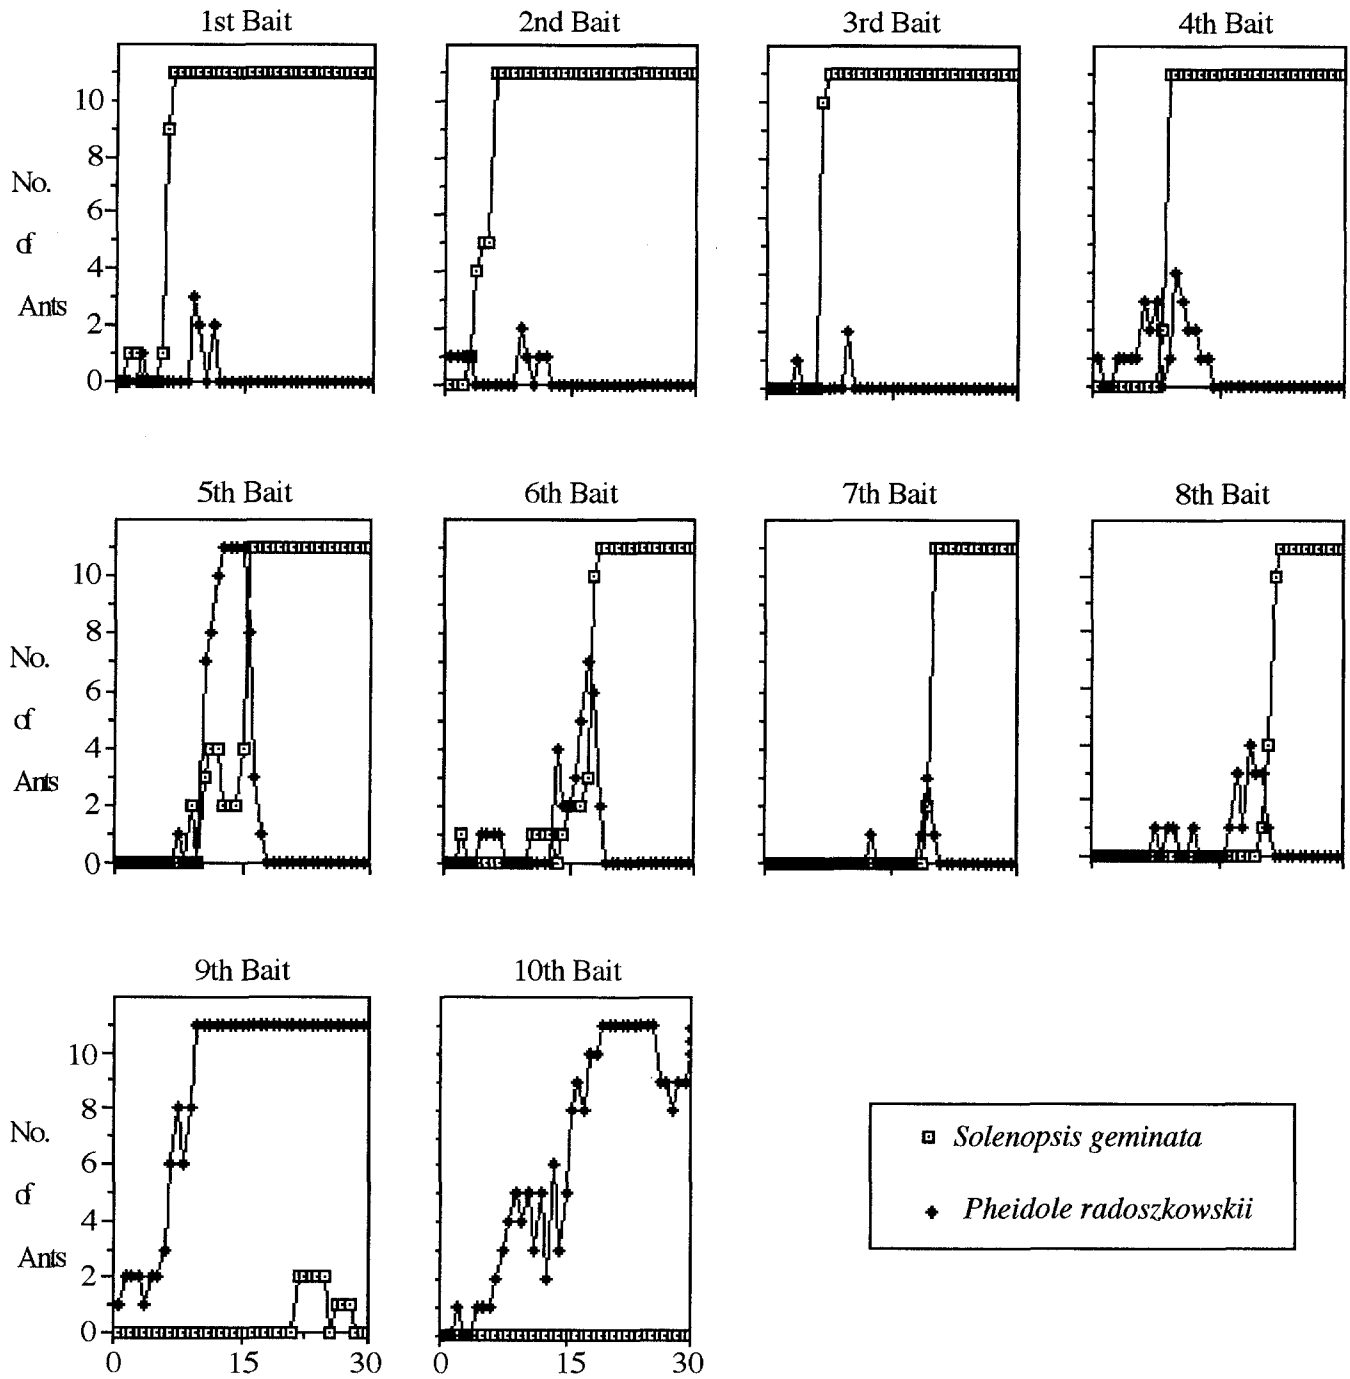 1st Bait 2nd Bait 3rd Bait 4th Bait
10
8
No.
6
of
4
Ants
2
0
5th Bait 6th Bait 7th Bait 8th Bait
10
8
No.
6
of
4
Ants
2
0
9th Bait 10th Bait
10
No.
8
6
of
4
Ants
2
0
0 15 30 0 15 30
Solenopsis geminata
Pheidole radoszkowskii